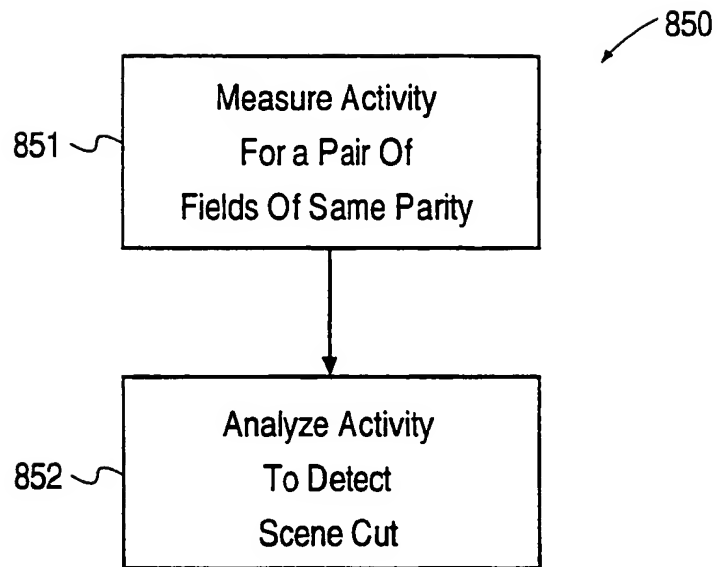 850
851
Measure Activity
For a Pair Of
Fields Of Same Parity
852
Analyze Activity
To Detect
Scene Cut